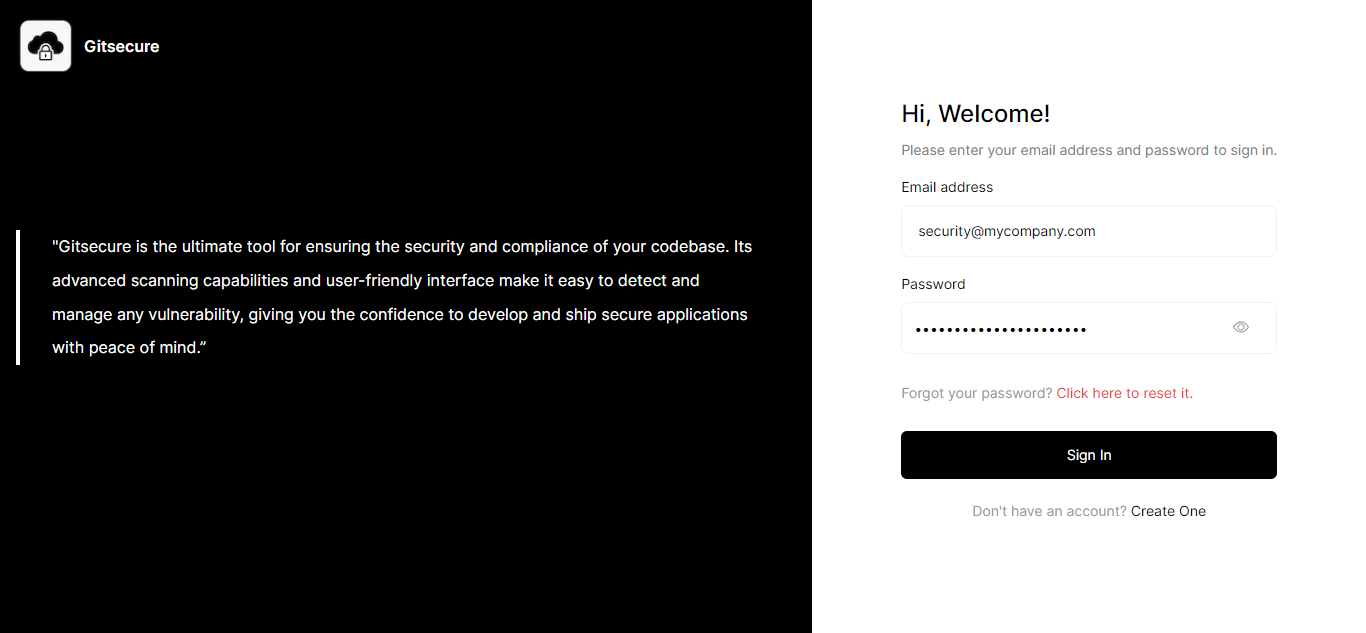 Gitsecure
"Gitsecure is the ultimate tool for ensuring the security and compliance of your codebase. Its
advanced scanning capabilities and user-friendly interface make it easy to detect and
manage any vulnerability, giving you the confidence to develop and ship secure applications
with peace of mind.”
Hi, Welcome!
Please enter your email address and password to sign in.
Email address
security@mycompany.com
Password
••••••••••••••••••••••
Forgot your password? Click here to reset it.
Sign In
Don't have an account? Create One